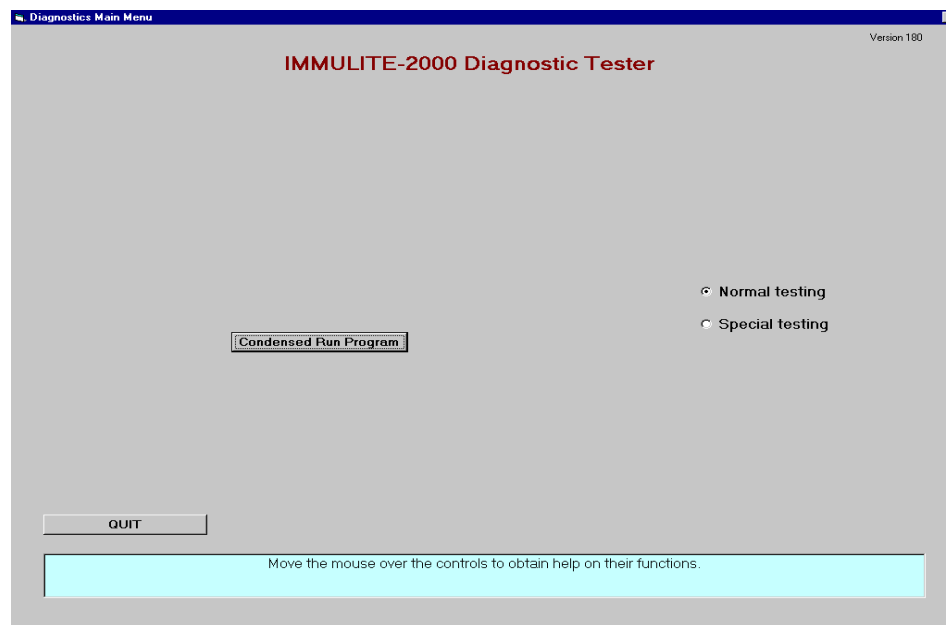 Diagnostics Main Menu
Version 180
IMMULITE-2000 Diagnostic Tester
Normal testing
Special testing
Condensed Run Program
QUIT
Move the mouse over the controls to obtain help on their functions.